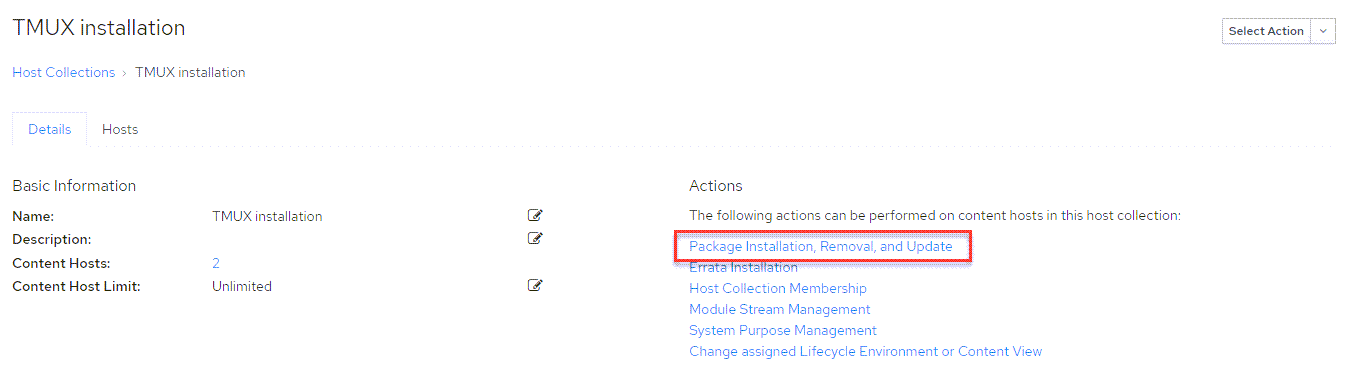 TMUX installation
Select Action
Host Collections › TMUX installation
Details Hosts
Basic Information
Name: TMUX installation
Description:
Content Hosts: 2
Content Host Limit: Unlimited
Actions
The following actions can be performed on content hosts in this host collection:
Package Installation, Removal, and Update
Errata Installation
Host Collection Membership
Module Stream Management
System Purpose Management
Change assigned Lifecycle Environment or Content View